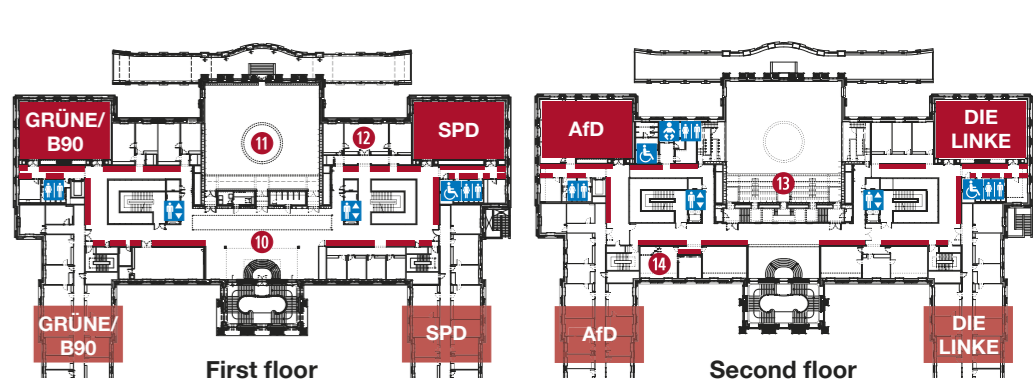 GRÜNE/
B90
11
12
SPD
10
GRÜNE/
B90
SPD
First floor
AfD
DIE
LINKE
13
14
AfD
DIE
LINKE
Second floor